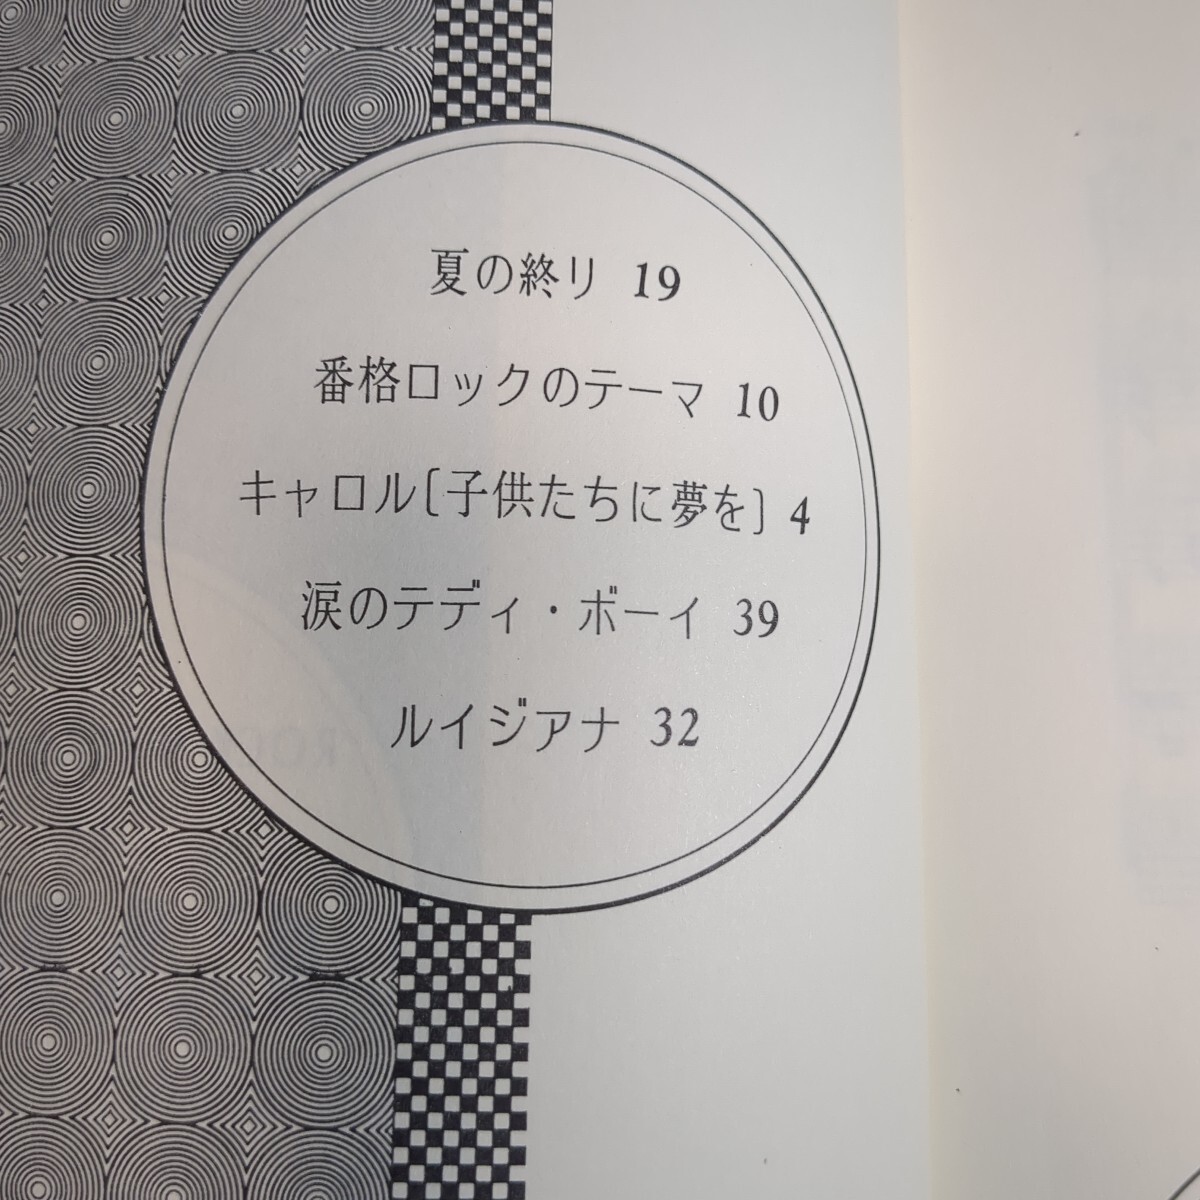 夏の終リ 19
番格ロックのテーマ 10
キャロル〔子供たちに夢を〕 4
涙のテディ・ボーイ 39
ルイジアナ 32